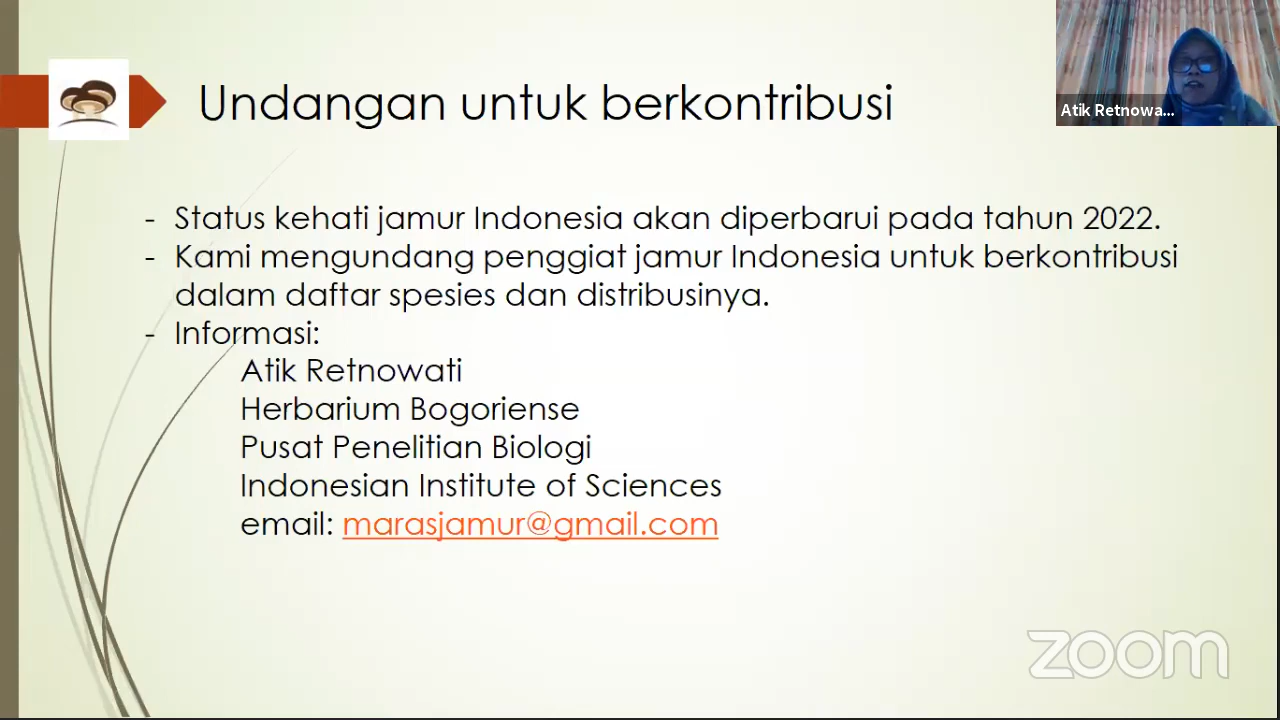 Undangan untuk berkontribusi
Atik Retnowa...
- Status kehati jamur Indonesia akan diperbarui pada tahun 2022.
- Kami mengundang penggiat jamur Indonesia untuk berkontribusi
dalam daftar spesies dan distribusinya.
- Informasi:
Atik Retnowati
Herbarium Bogoriense
Pusat Penelitian Biologi
Indonesian Institute of Sciences
email: marasjamur@gmail.com
zoom